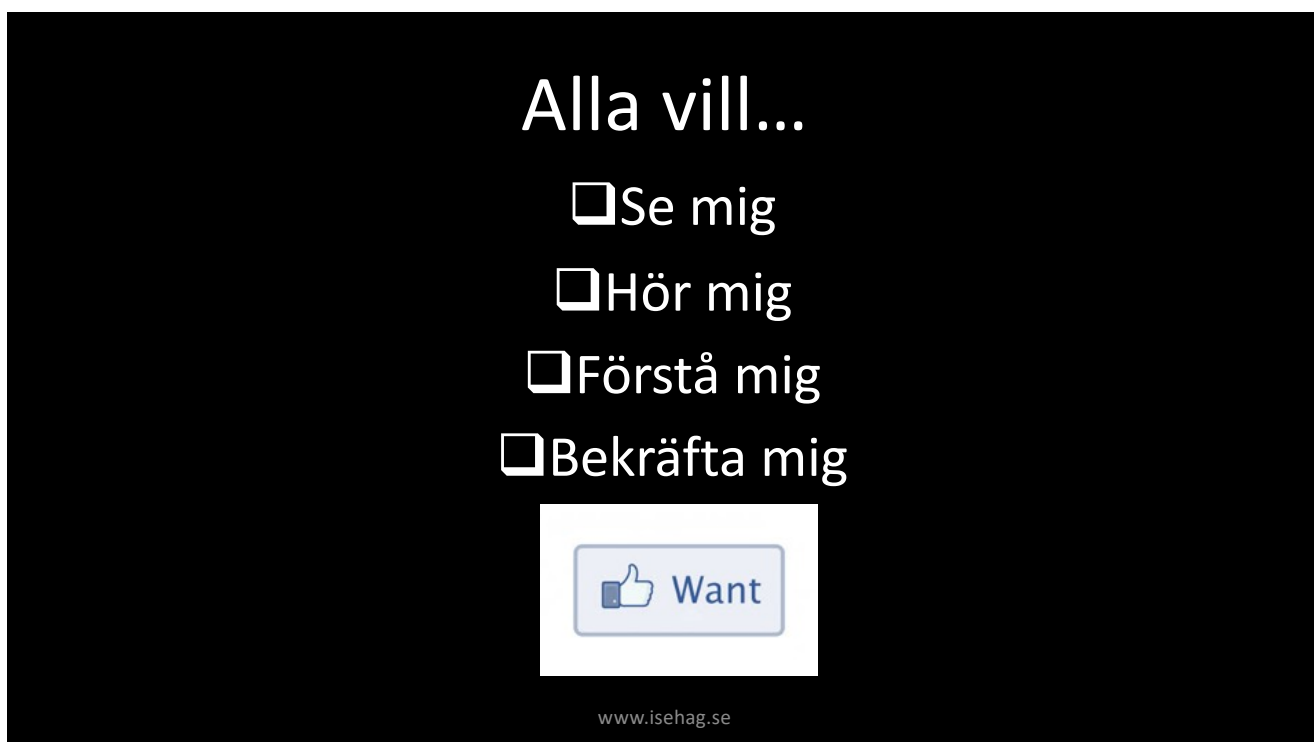 Alla vill...
Se mig
Hör mig
Förstå mig
Bekräfta mig
Want
www.isehag.se